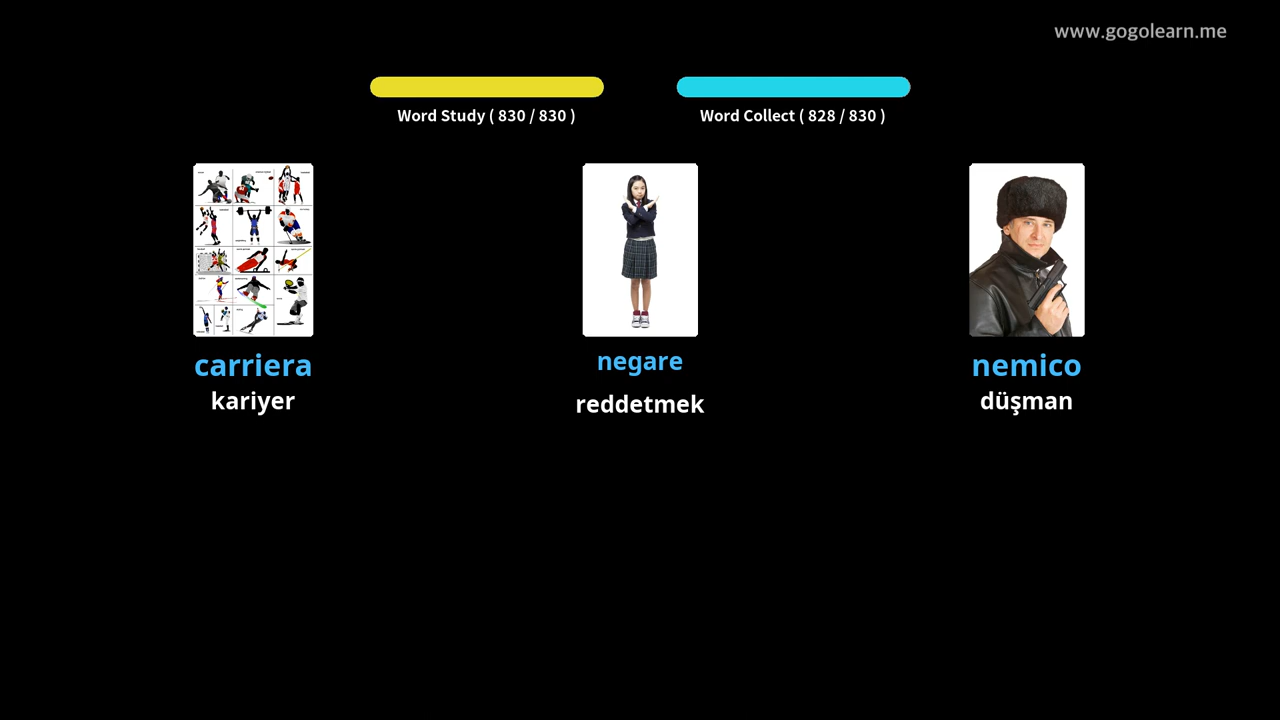 www.gogolearn.me
Word Study ( 830 / 830 )
Word Collect ( 828 / 830 )
carriera
kariyer
negare
reddetmek
nemico
düşman